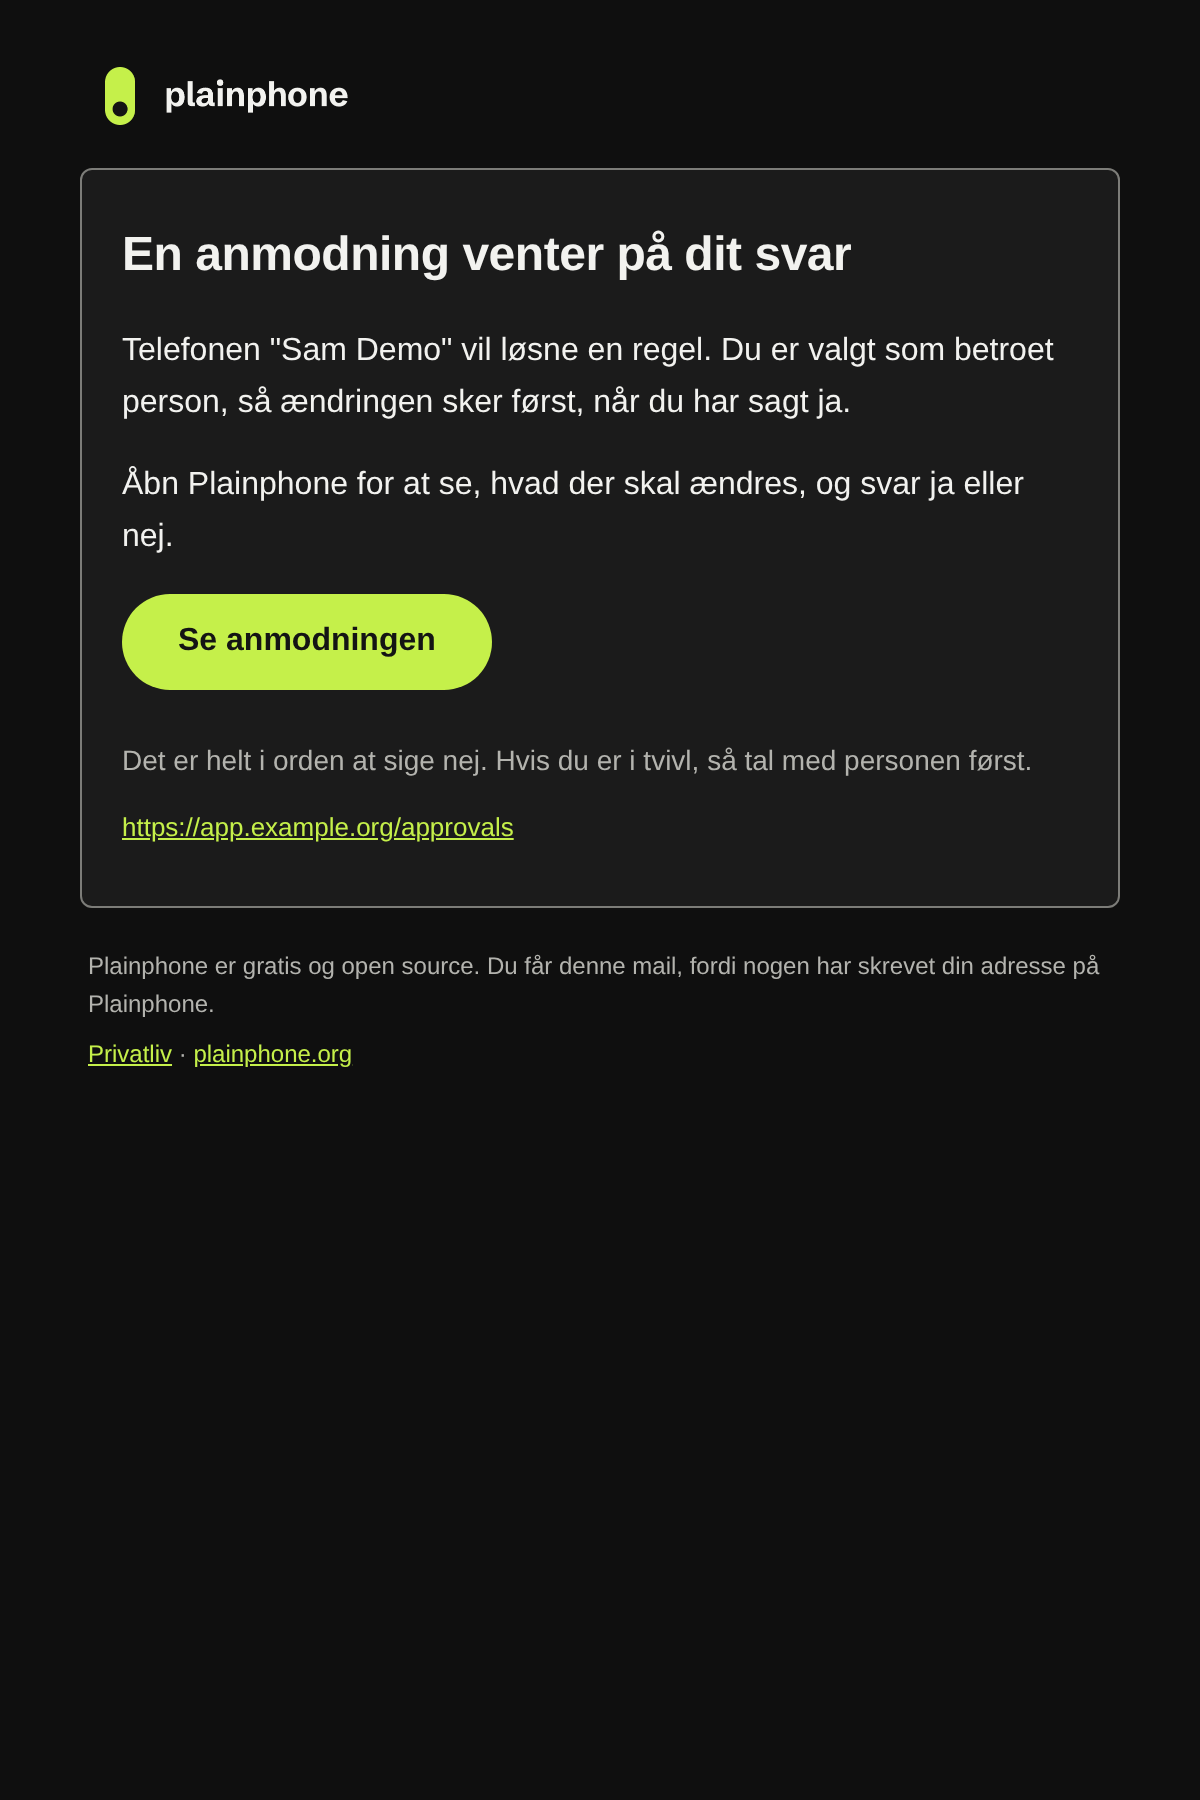 plainphone
En anmodning venter på dit svar
Telefonen "Sam Demo" vil løsne en regel. Du er valgt som betroet
person, så ændringen sker først, når du har sagt ja.
Åbn Plainphone for at se, hvad der skal ændres, og svar ja eller
nej.
Se anmodningen
Det er helt i orden at sige nej. Hvis du er i tvivl, så tal med personen først.
https://app.example.org/approvals
Plainphone er gratis og open source. Du får denne mail, fordi nogen har skrevet din adresse på
Plainphone.
Privatliv · plainphone.org